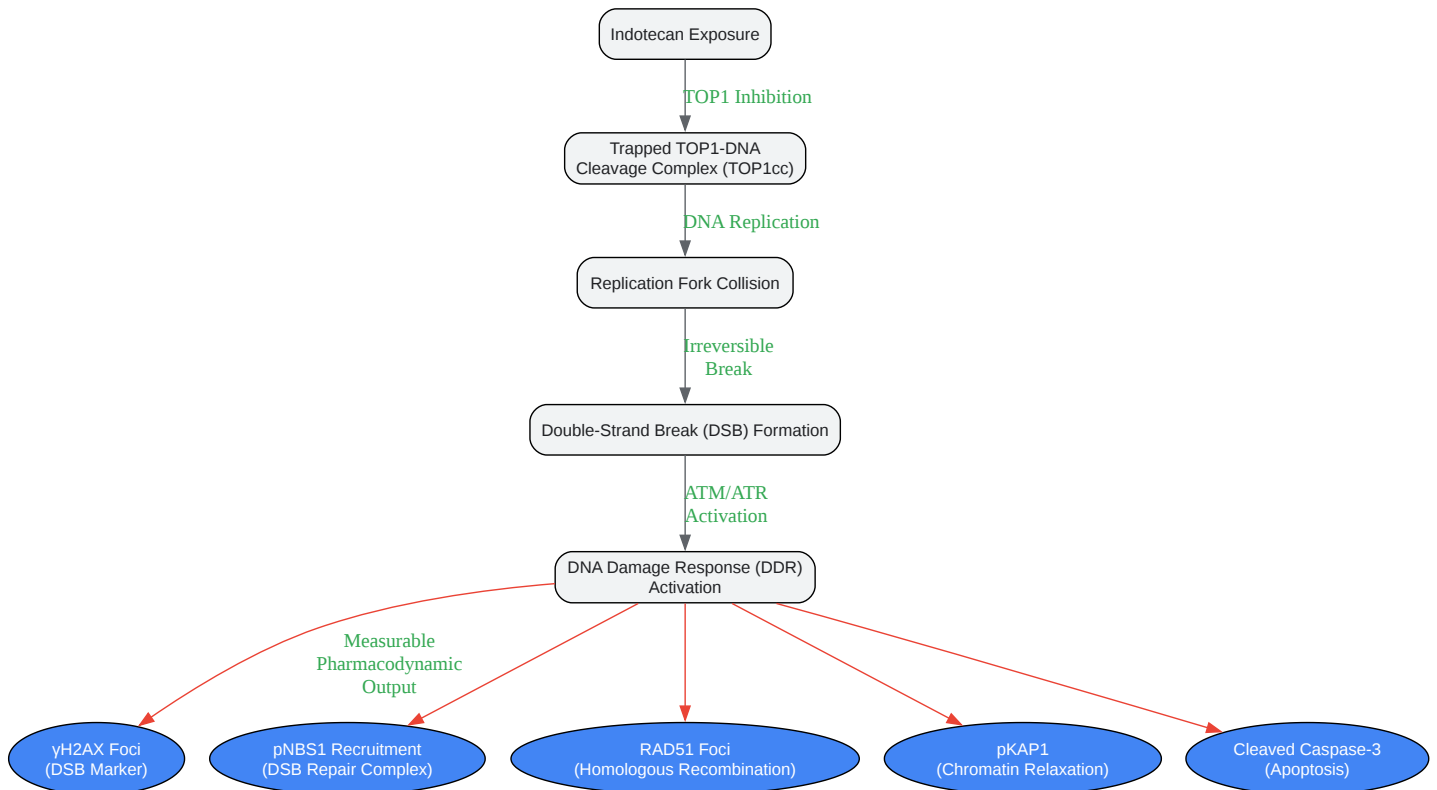 Indotecan Exposure
TOP1 Inhibition
Trapped TOP1-DNA
Cleavage Complex (TOP1cc)
DNA Replication
Replication Fork Collision
Irreversible
Break
Double-Strand Break (DSB) Formation
ATM/ATR
Activation
DNA Damage Response (DDR)
Activation
Measurable
Pharmacodynamic
Output
γH2AX Foci
(DSB Marker)
pNBS1 Recruitment
(DSB Repair Complex)
RAD51 Foci
(Homologous Recombination)
pKAP1
(Chromatin Relaxation)
Cleaved Caspase-3
(Apoptosis)